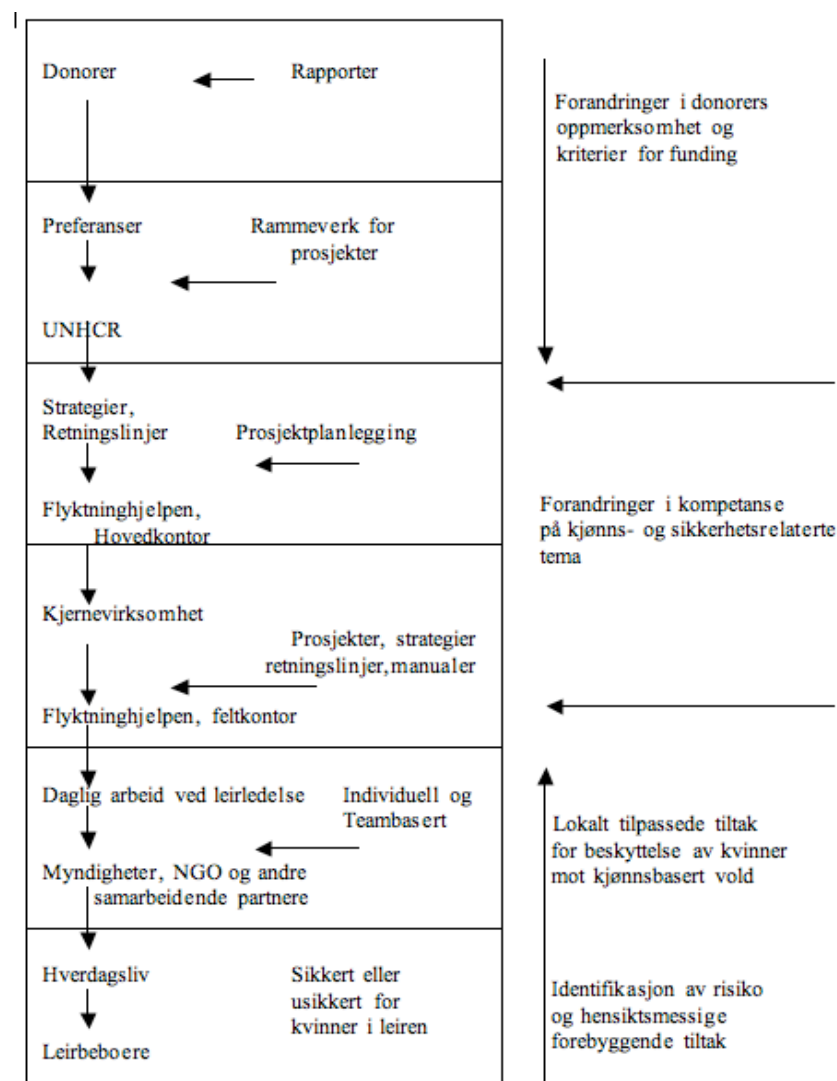 Donorer
Rapporter
Forandringer i donorers
oppmerksomhet og
kriterier for funding
Preferanser
Rammeverk for
prosjekter
UNHCR
Strategier,
Retningslinjer
Prosjektplanlegging
Flyktninghjelpen,
Hovedkontor
Forandringer i kompetanse
på kjønns- og sikkerhetsrelaterte
tema
Kjernevirksomhet
Prosjekter, strategier
retningslinjer,manualer
Flyktninghjelpen, feltkontor
Daglig arbeid ved leirledelse
Individuell og
Teambasert
Myndigheter, NGO og andre
samarbeidende partnere
Lokalt tilpassede tiltak
for beskyttelse av kvinner
mot kjønnsbasert vold
Hverdagsliv
Sikkert eller
usikkert for
kvinner i leiren
Leirbeboere
Identifikasjon av risiko
og hensiktsmessige
forebyggende tiltak